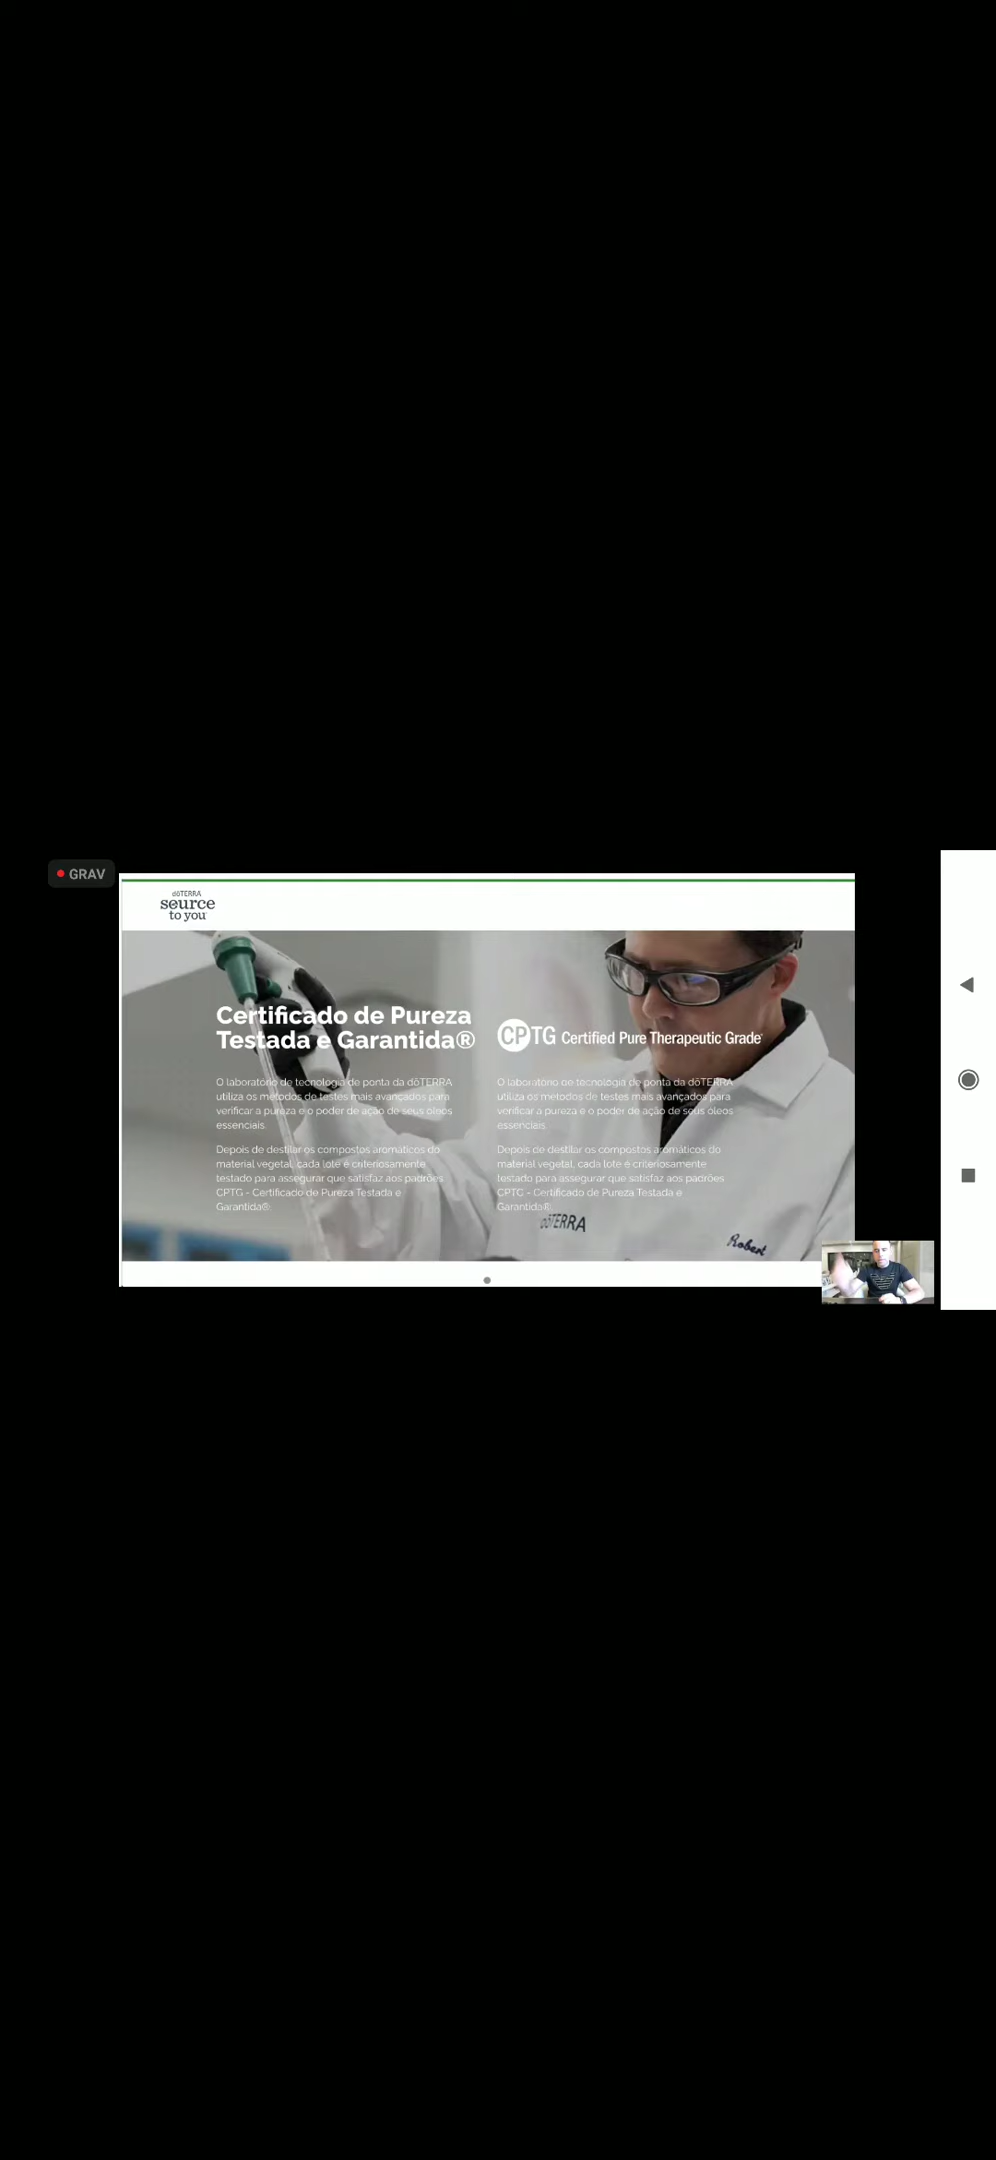 GRAV
dōTERRA
source
to you
Certificado de Pureza
Testada e Garantida®
O laboratório de tecnologia de ponta da dōTERRA
utiliza os métodos de testes mais avançados para
verificar a pureza e o poder de ação de seus óleos
essenciais.
Depois de destilar os compostos aromáticos do
material vegetal, cada lote é criteriosamente
testado para assegurar que satisfaz aos padrões
CPTG - Certificado de Pureza Testada e
Garantida®.
CPTG Certified Pure Therapeutic Grade®
O laboratório de tecnologia de ponta da dōTERRA
utiliza os métodos de testes mais avançados para
verificar a pureza e o poder de ação de seus óleos
essenciais.
Depois de destilar os compostos aromáticos do
material vegetal, cada lote é criteriosamente
testado para assegurar que satisfaz aos padrões
CPTG - Certificado de Pureza Testada e
Garantida®.
dōTERRA
Robert